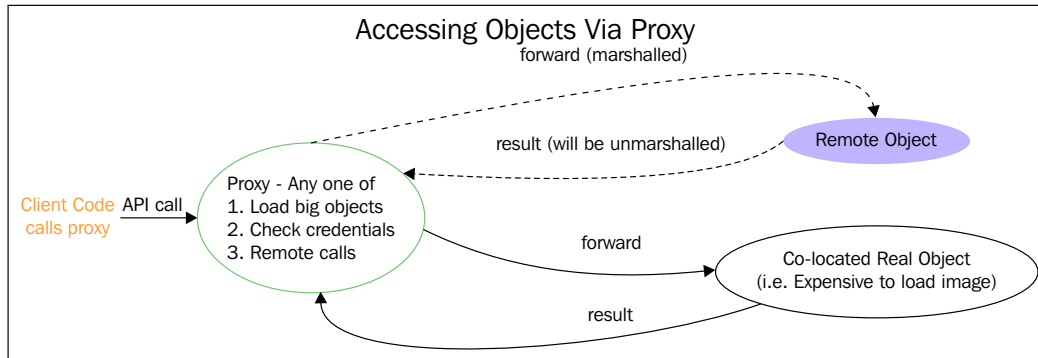 Accessing Objects Via Proxy
forward (marshalled)
result (will be unmarshalled)
Remote Object
Client Code
calls proxy
API call
Proxy - Any one of
1. Load big objects
2. Check credentials
3. Remote calls
forward
Co-located Real Object
(i.e. Expensive to load image)
result